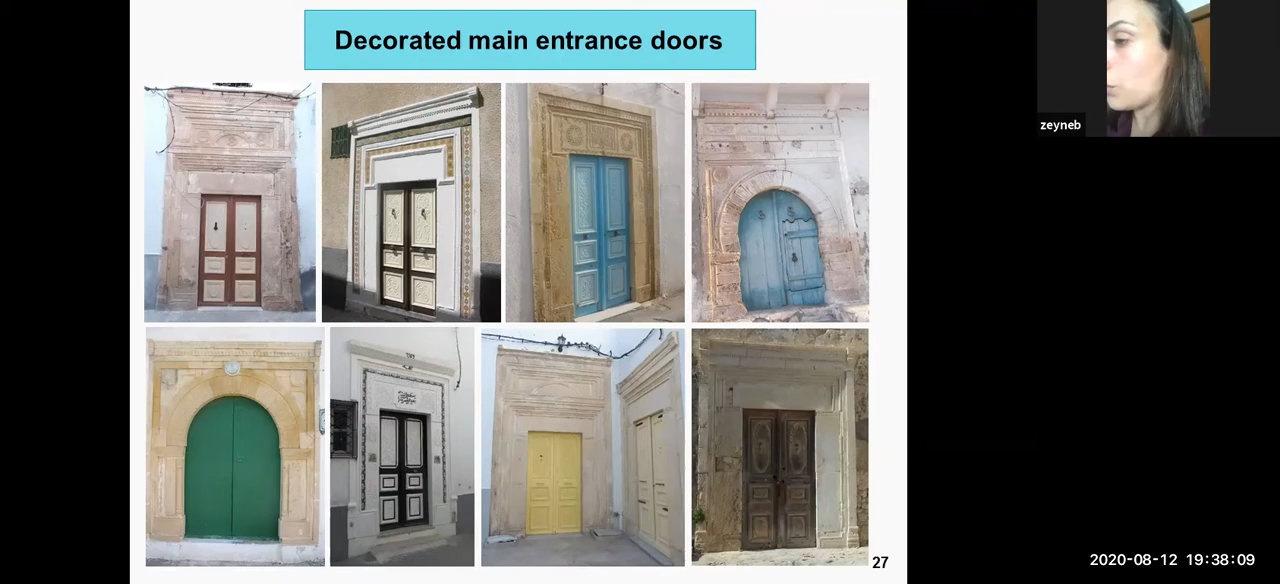 Decorated main entrance doors
zeyneb
27
2020-08-12 19:38:09